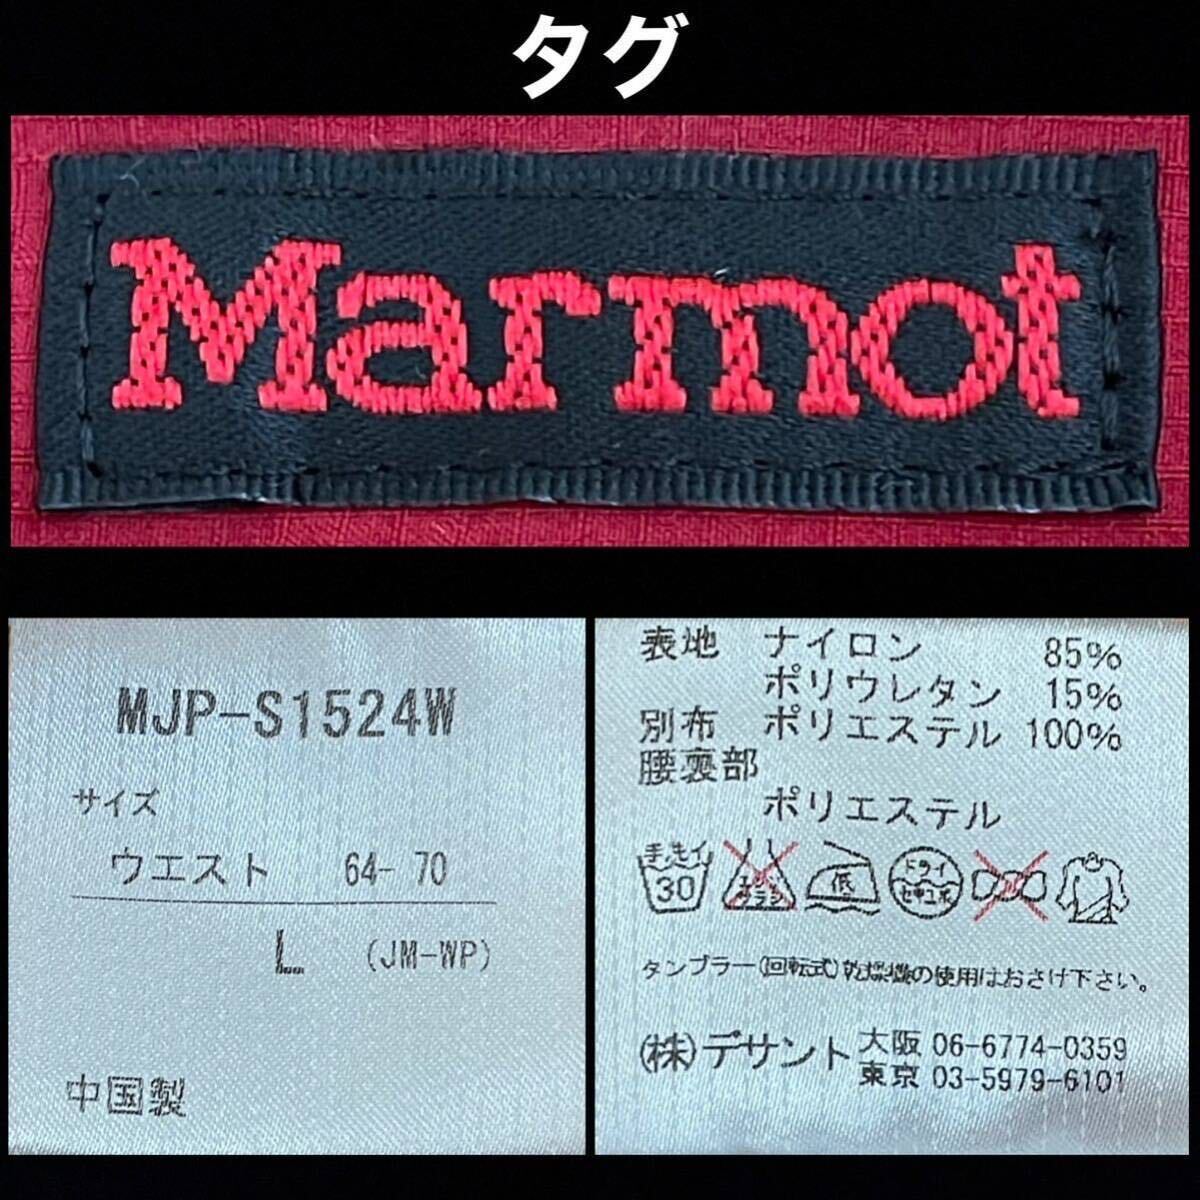 タグ
Marmot
MJP-S1524W
サイズ
ウエスト 64-70
L (JM-WP)
中国製
表地 ナイロン 85%
ポリウレタン 15%
別布 ポリエステル 100%
腰裏部
ポリエステル
手洗イ 30 エンソサラシ 低 ドライ セキユ系
タンブラー(回転式)乾燥機の使用はおさけ下さい。
(株)デサント 大阪 06-6774-0359
東京 03-5979-6101